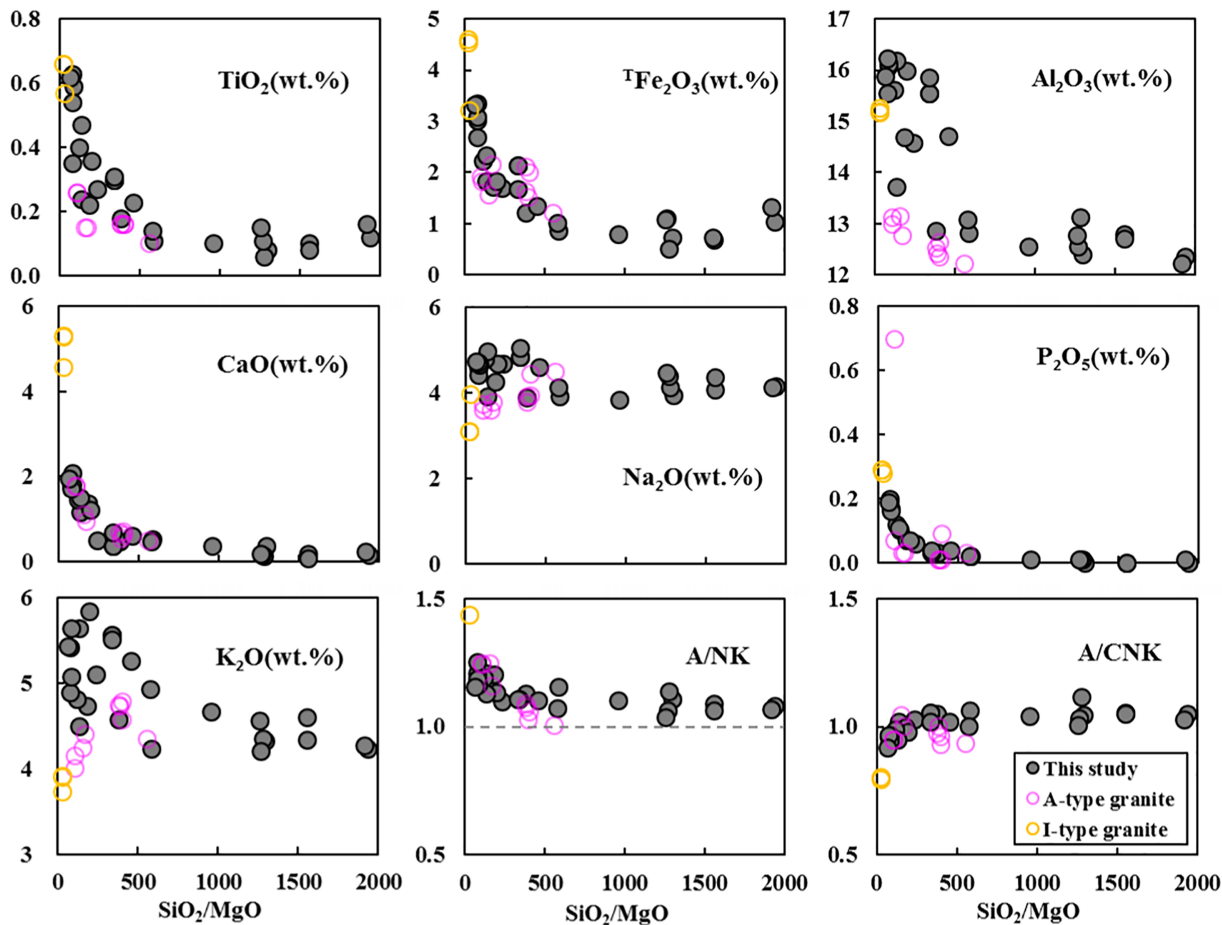 0.8
0.6
0.4
0.2
0.0
TiO₂(wt.%)
5
4
3
2
1
0
ᵀFe₂O₃(wt.%)
17
16
15
14
13
12
Al₂O₃(wt.%)
6
4
2
0
CaO(wt.%)
6
4
2
0
Na₂O(wt.%)
0.8
0.6
0.4
0.2
0.0
P₂O₅(wt.%)
6
5
4
3
K₂O(wt.%)
0 500 1000 1500 2000
SiO₂/MgO
1.5
1.0
0.5
A/NK
0 500 1000 1500 2000
SiO₂/MgO
1.5
1.0
0.5
A/CNK
This study
A-type granite
I-type granite
0 500 1000 1500 2000
SiO₂/MgO